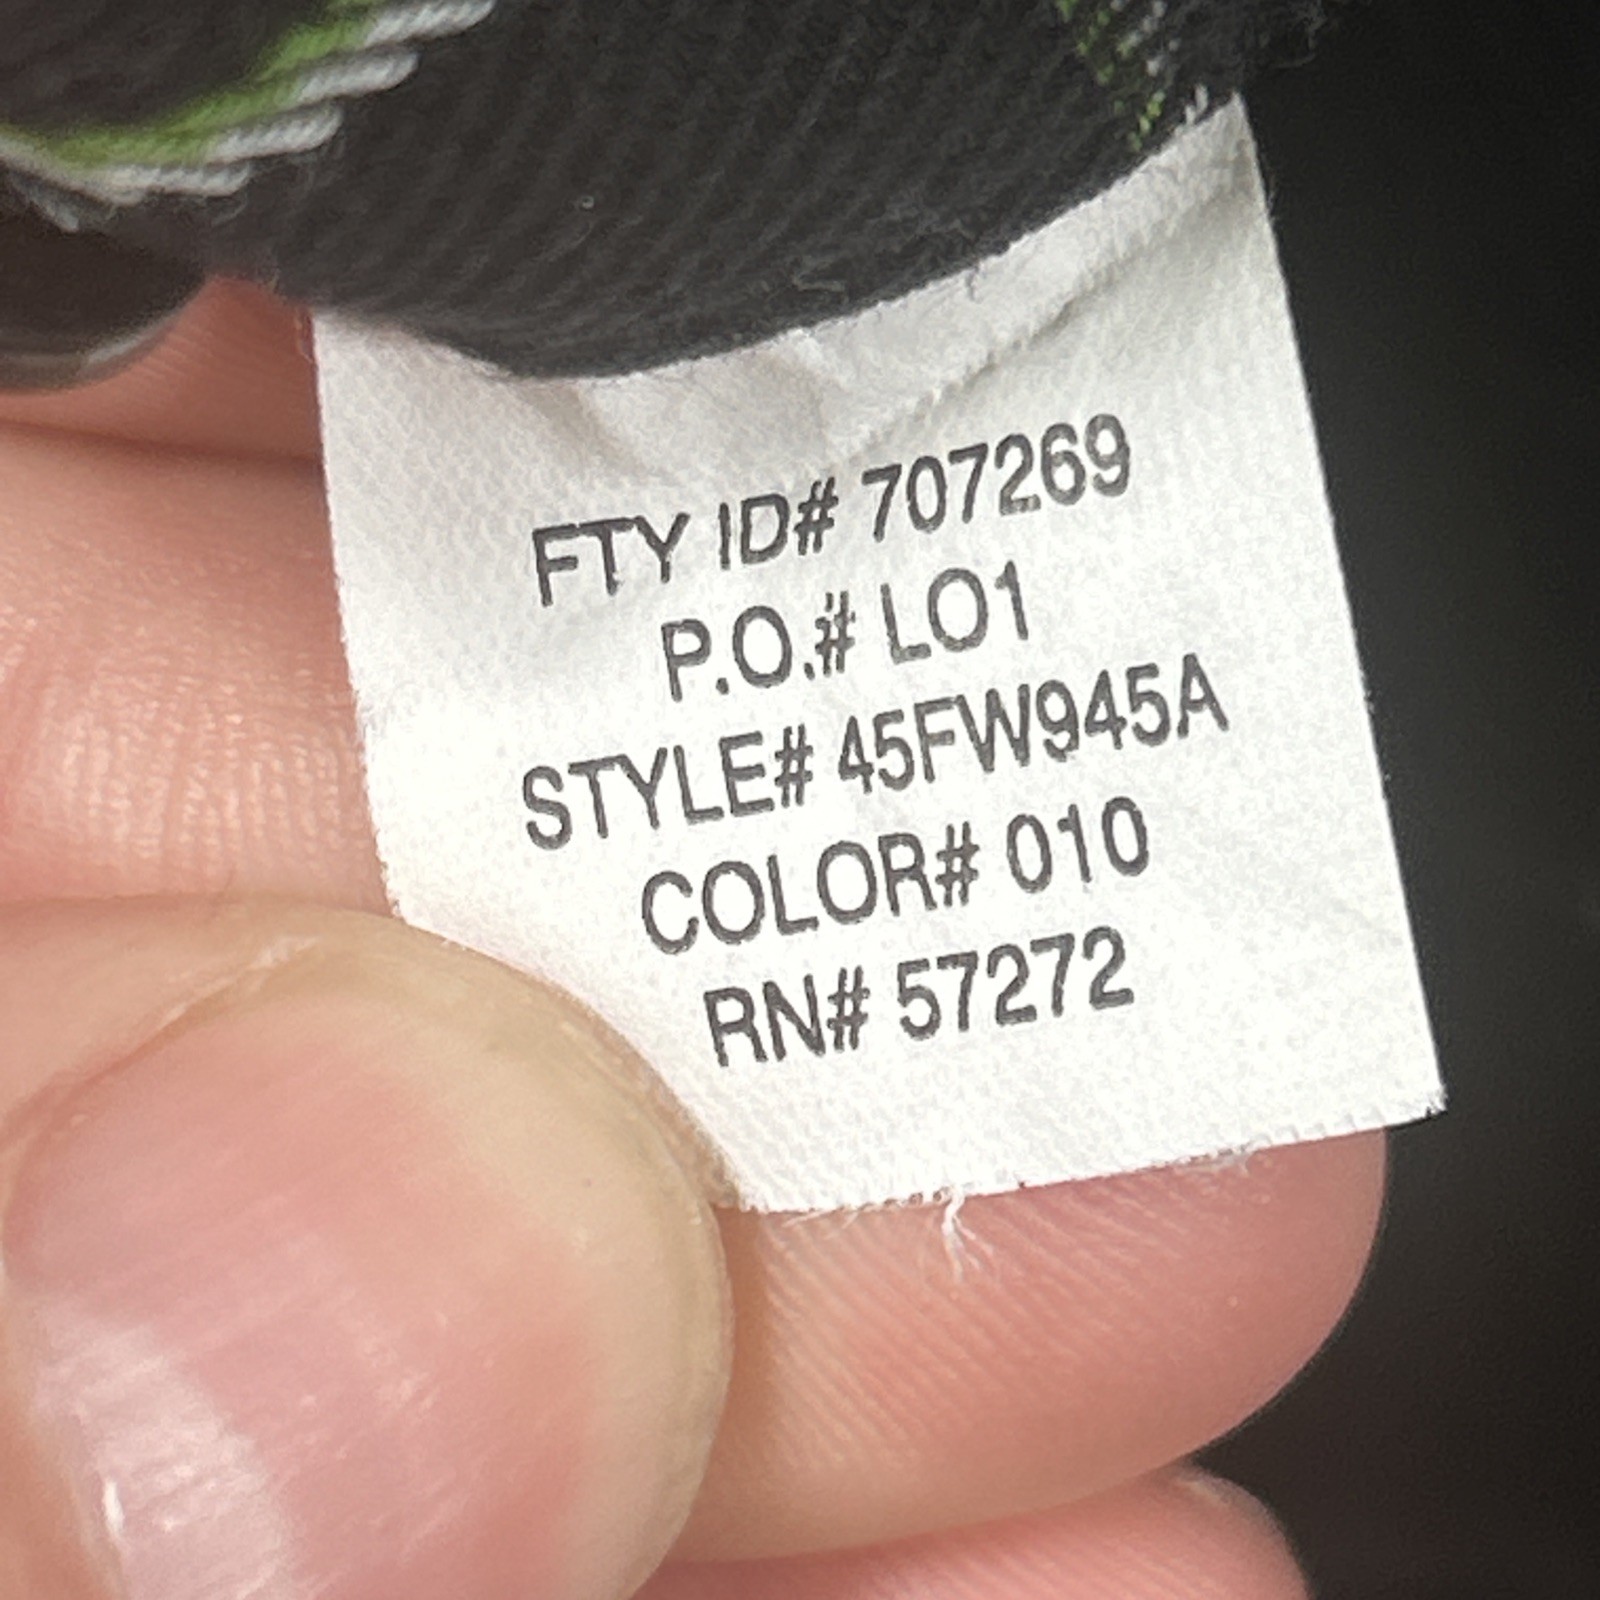 FTY ID# 707269
P.O.# LO1
STYLE# 45FW945A
COLOR# 010
RN# 57272